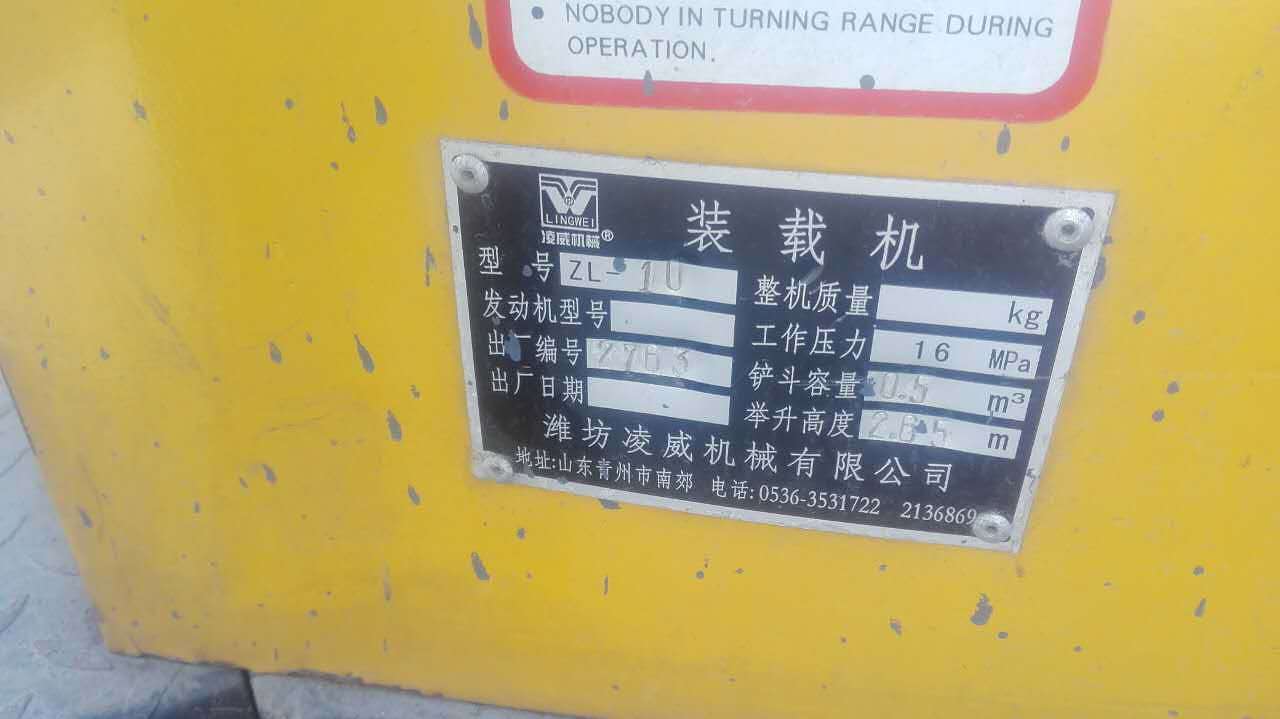 • NOBODY IN TURNING RANGE DURING
OPERATION.
LINGWEI
凌威机械®
装载机
型号 ZL-10
发动机型号
出厂编号 2763
出厂日期
整机质量 kg
工作压力 16 MPa
铲斗容量 0.5 m³
举升高度 2.65 m
潍坊凌威机械有限公司
地址:山东青州市南郊 电话:0536-3531722 2136869